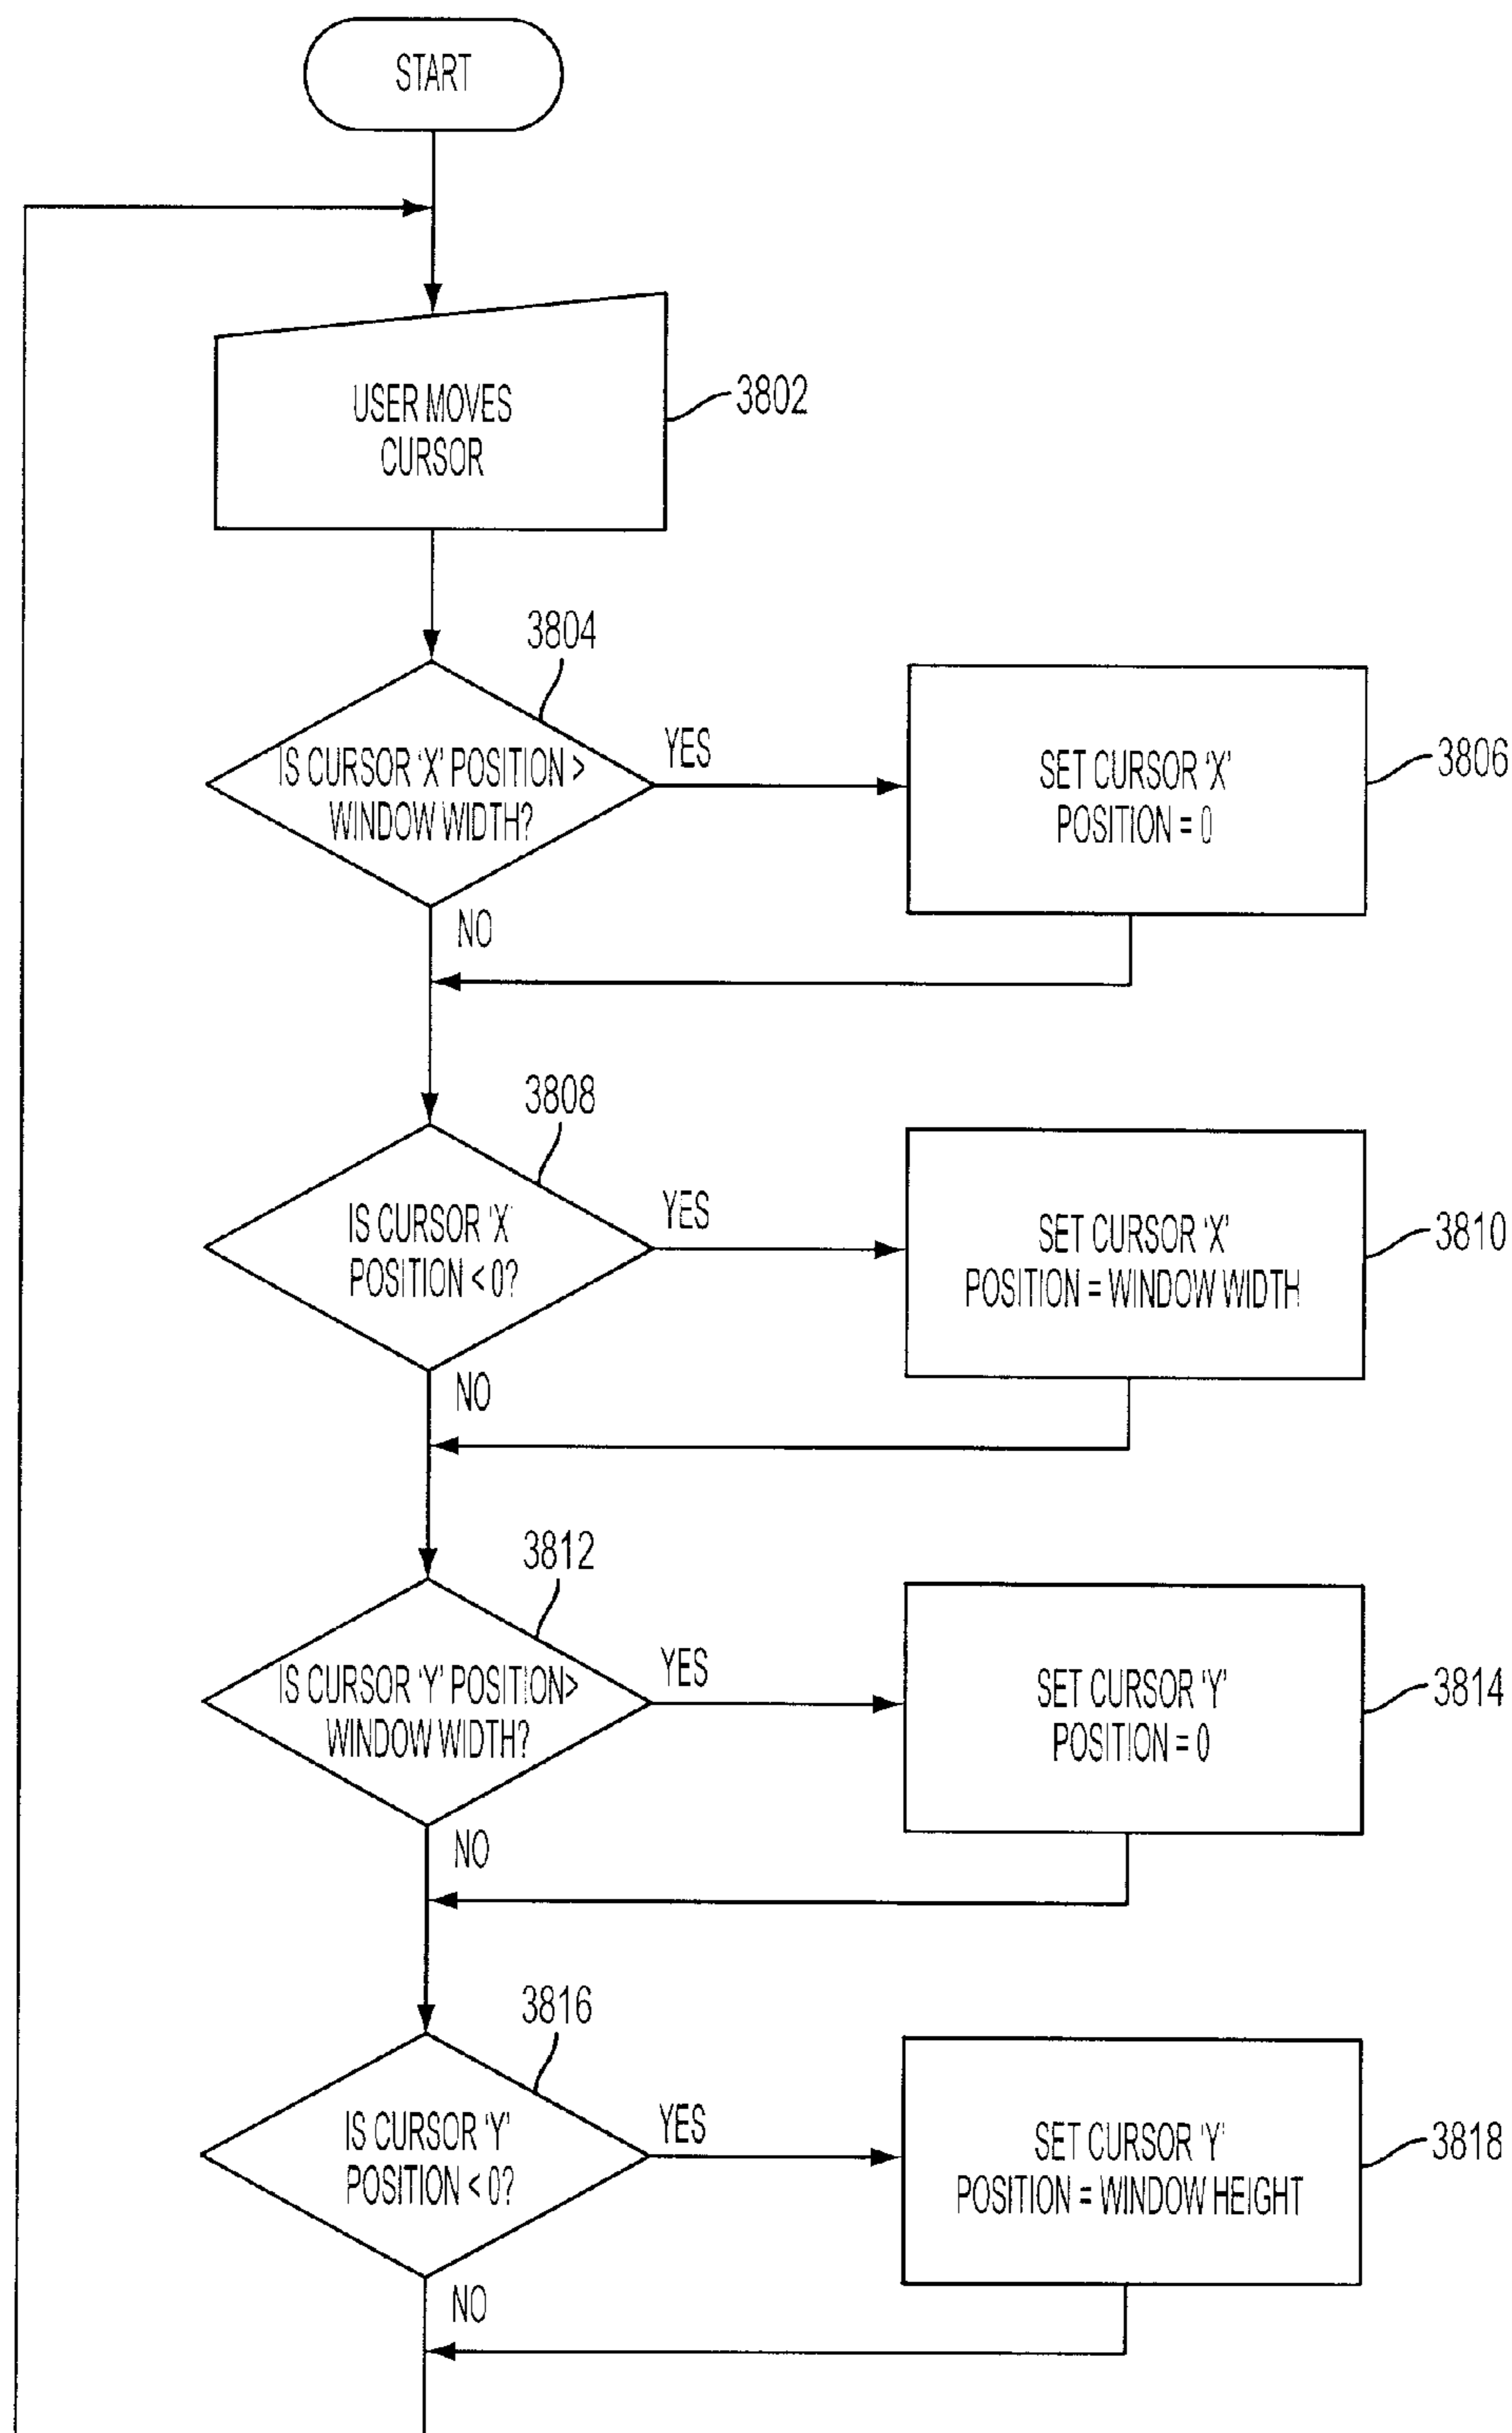 START
USER MOVES
CURSOR
3802
3804
IS CURSOR 'X' POSITION >
WINDOW WIDTH?
YES
NO
SET CURSOR 'X'
POSITION = 0
3806
3808
IS CURSOR 'X'
POSITION < 0?
YES
NO
SET CURSOR 'X'
POSITION = WINDOW WIDTH
3810
3812
IS CURSOR 'Y' POSITION>
WINDOW WIDTH?
YES
NO
SET CURSOR 'Y'
POSITION = 0
3814
3816
IS CURSOR 'Y'
POSITION < 0?
YES
NO
SET CURSOR 'Y'
POSITION = WINDOW HEIGHT
3818